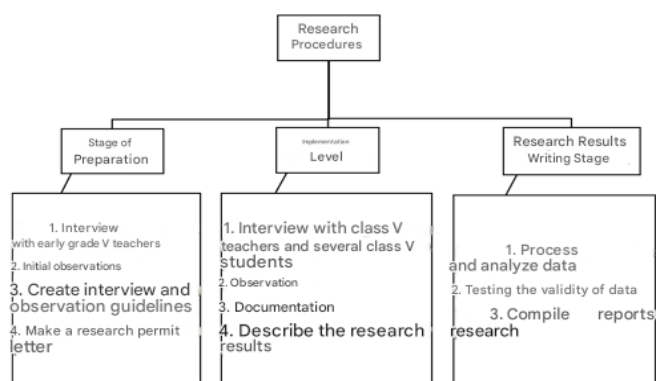 Research
Procedures
Stage of
Preparation
Implementation
Level
Research Results
Writing Stage
1. Interview
with early grade V teachers
2. Initial observations
3. Create interview and
observation guidelines
4. Make a research permit
letter
1. Interview with class V
teachers and several class V
students
2. Observation
3. Documentation
4. Describe the research
results
1. Process
and analyze data
2. Testing the validity of data
3. Compile reports
research